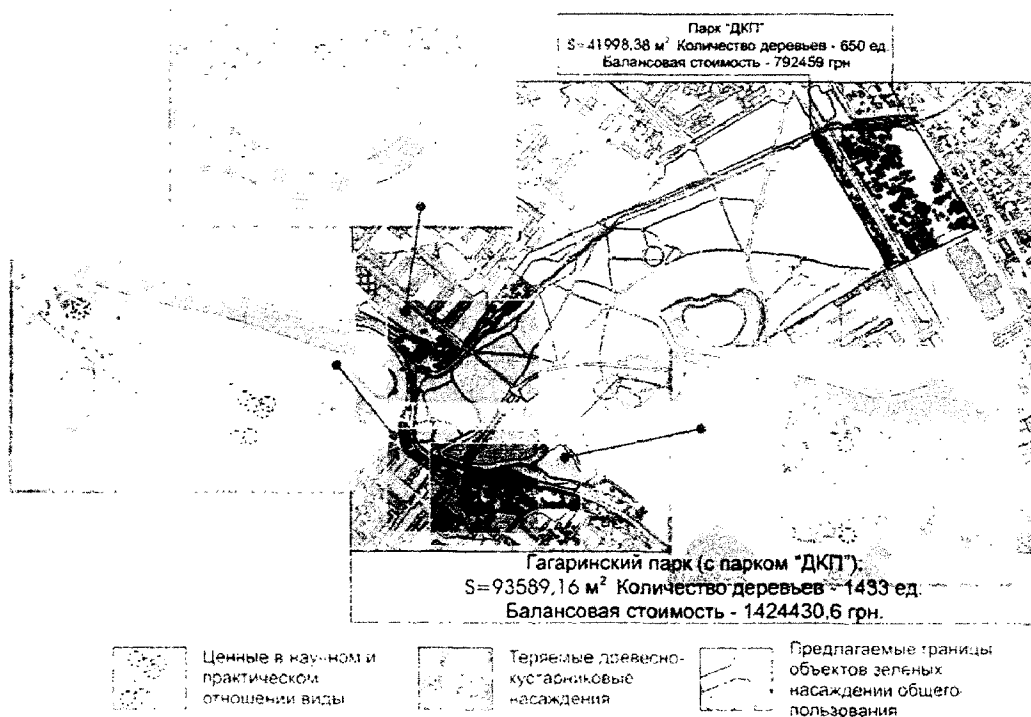 Парк "ДКП"
S=41998,38 м² Количество деревьев - 650 ед.
Балансовая стоимость - 792459 грн
Гагаринский парк (с парком "ДКП"):
S=93589,16 м² Количество деревьев - 1433 ед.
Балансовая стоимость - 1424430,6 грн.
Ценные в научном и
практическом
отношении виды
Теряемые древесно-
кустарниковые
насаждения
Предлагаемые границы
объектов зеленых
насаждении общего
пользования